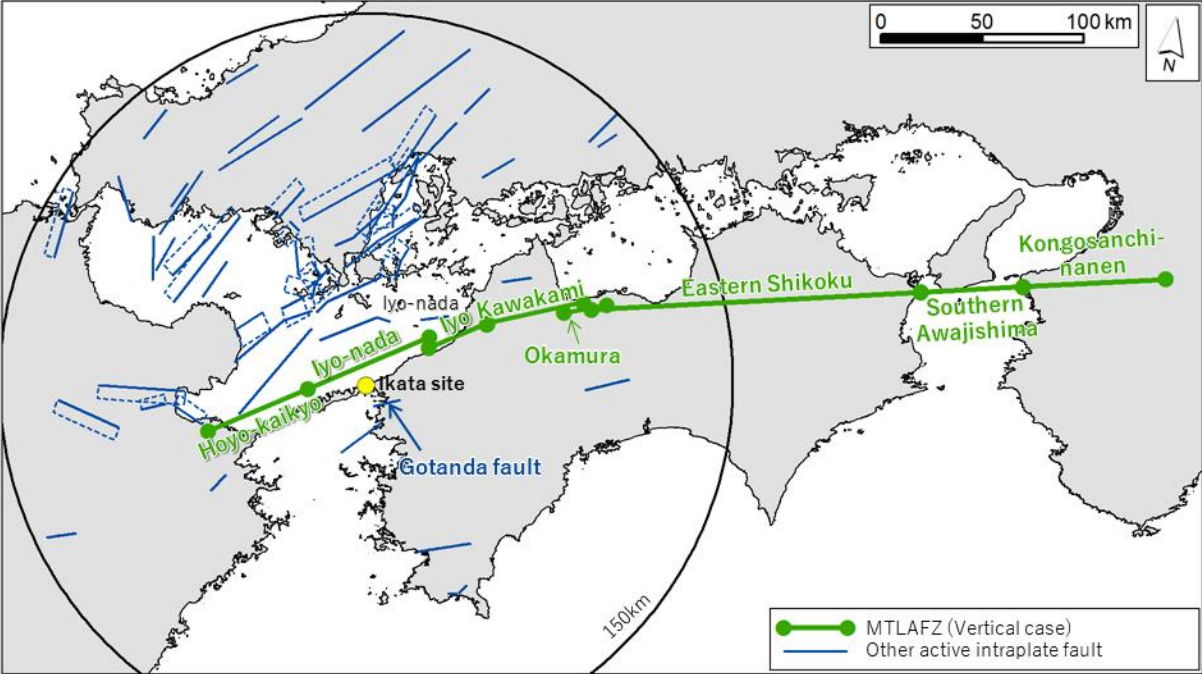 0 50 100 km
N
Kongosanchi-
nanen
Iyo-nada
Eastern Shikoku
Iyo Kawakami
Southern
Awajishima
Iyo-nada
Okamura
Ikata site
Hoyo-kaikyo
Gotanda fault
150km
MTLAFZ (Vertical case)
Other active intraplate fault